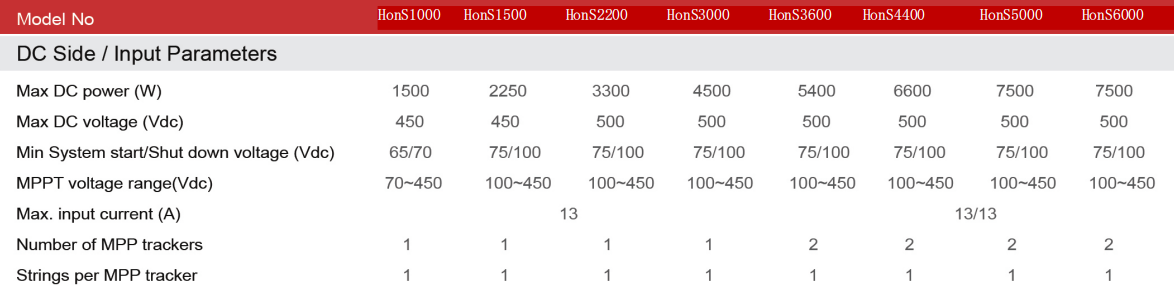 Model No HonS1000 HonS1500 HonS2200 HonS3000 HonS3600 HonS4400 HonS5000 HonS6000
DC Side / Input Parameters
Max DC power (W) 1500 2250 3300 4500 5400 6600 7500 7500
Max DC voltage (Vdc) 450 450 500 500 500 500 500 500
Min System start/Shut down voltage (Vdc) 65/70 75/100 75/100 75/100 75/100 75/100 75/100 75/100
MPPT voltage range(Vdc) 70~450 100~450 100~450 100~450 100~450 100~450 100~450 100~450
Max. input current (A) 13 13/13
Number of MPP trackers 1 1 1 1 2 2 2 2
Strings per MPP tracker 1 1 1 1 1 1 1 1